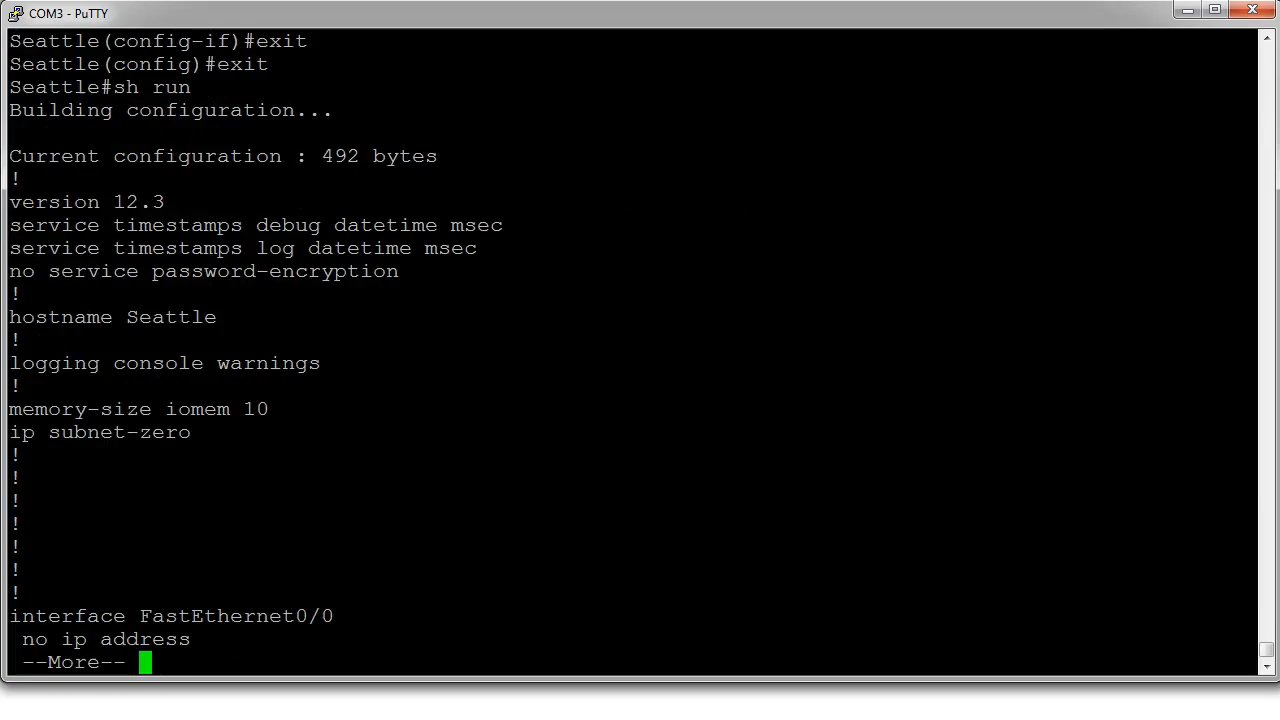 COM3 - PuTTY
Seattle(config-if)#exit
Seattle(config)#exit
Seattle#sh run
Building configuration...
Current configuration : 492 bytes
!
version 12.3
service timestamps debug datetime msec
service timestamps log datetime msec
no service password-encryption
!
hostname Seattle
!
logging console warnings
!
memory-size iomem 10
ip subnet-zero
!
!
!
!
!
!
!
interface FastEthernet0/0
no ip address
--More--